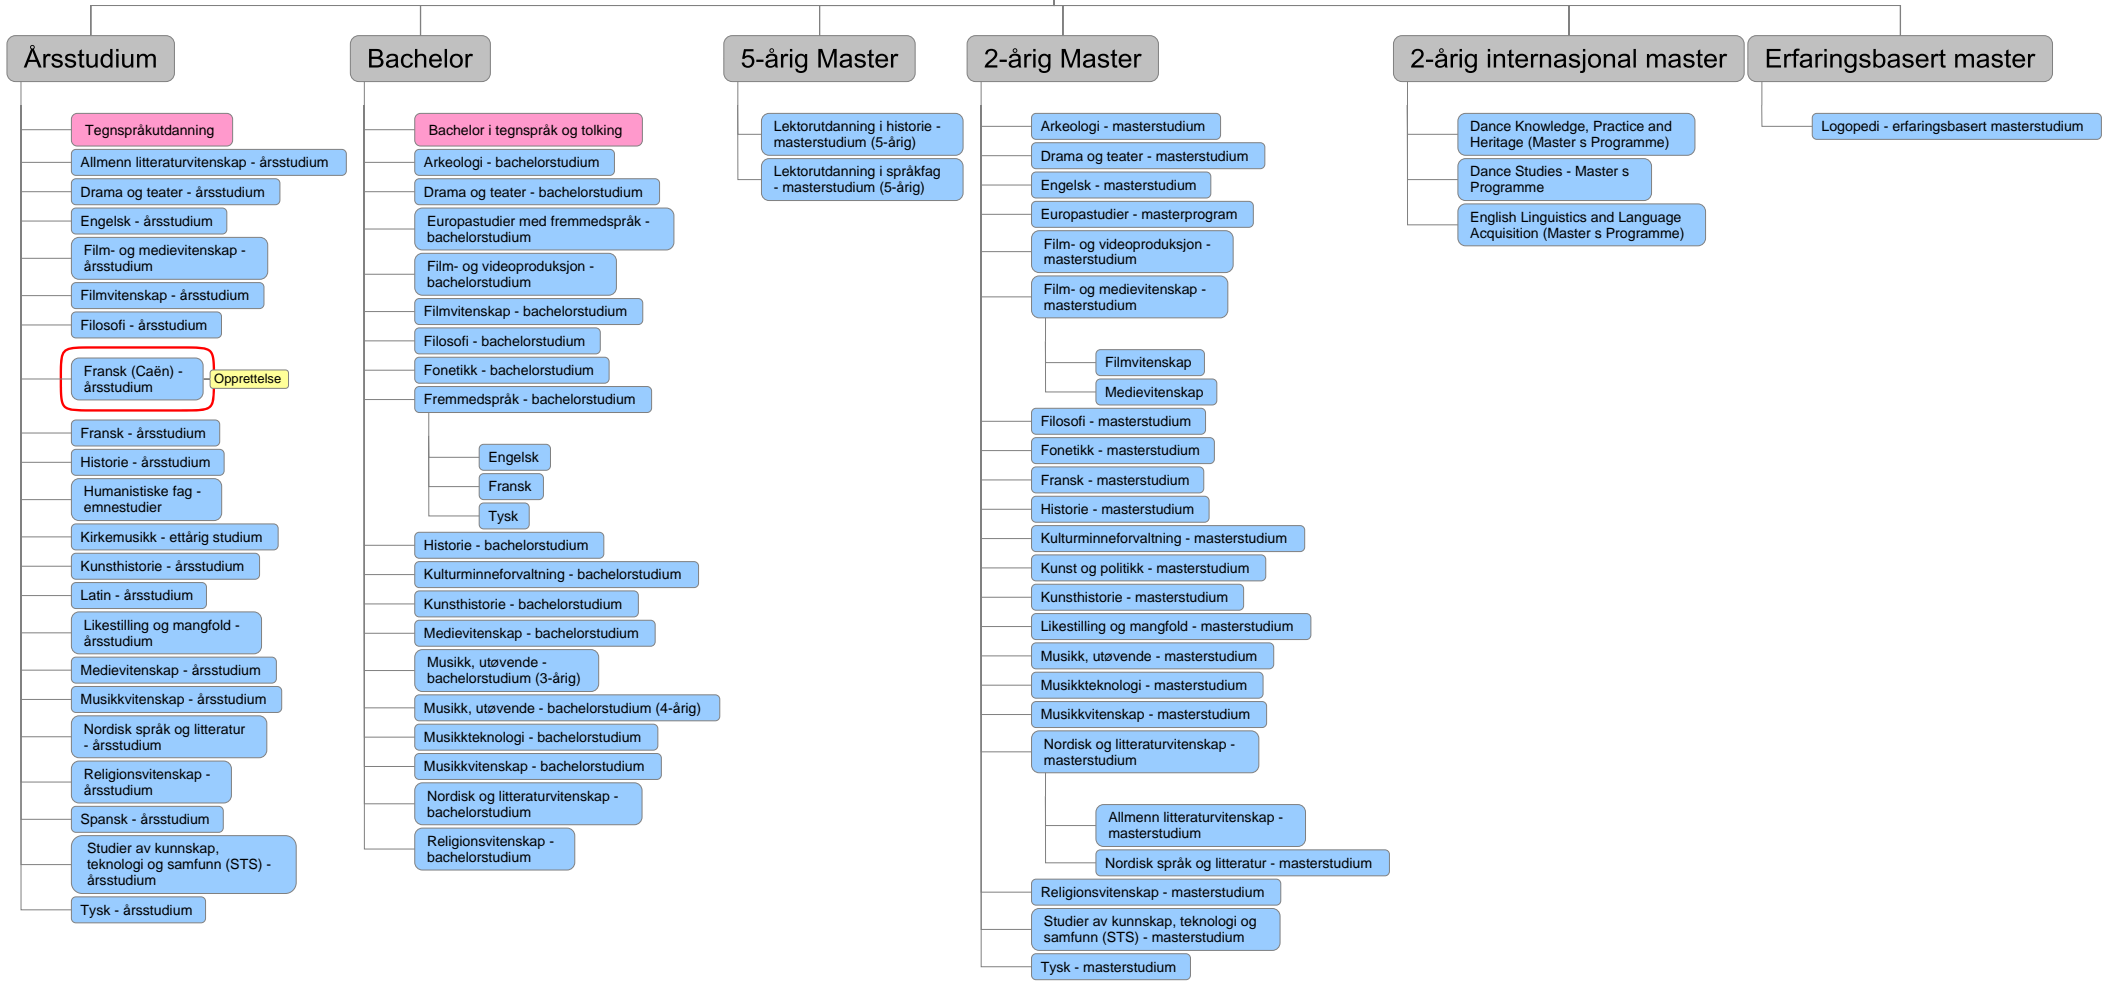 Årsstudium
Tegnspråkutdanning
Allmenn litteraturvitenskap - årsstudium
Drama og teater - årsstudium
Engelsk - årsstudium
Film- og medievitenskap -
årsstudium
Filmvitenskap - årsstudium
Filosofi - årsstudium
Fransk (Caën) -
årsstudium
Opprettelse
Fransk - årsstudium
Historie - årsstudium
Humanistiske fag -
emnestudier
Kirkemusikk - ettårig studium
Kunsthistorie - årsstudium
Latin - årsstudium
Likestilling og mangfold -
årsstudium
Medievitenskap - årsstudium
Musikkvitenskap - årsstudium
Nordisk språk og litteratur
- årsstudium
Religionsvitenskap -
årsstudium
Spansk - årsstudium
Studier av kunnskap,
teknologi og samfunn (STS) -
årsstudium
Tysk - årsstudium
Bachelor
Bachelor i tegnspråk og tolking
Arkeologi - bachelorstudium
Drama og teater - bachelorstudium
Europastudier med fremmedspråk -
bachelorstudium
Film- og videoproduksjon -
bachelorstudium
Filmvitenskap - bachelorstudium
Filosofi - bachelorstudium
Fonetikk - bachelorstudium
Fremmedspråk - bachelorstudium
Engelsk
Fransk
Tysk
Historie - bachelorstudium
Kulturminneforvaltning - bachelorstudium
Kunsthistorie - bachelorstudium
Medievitenskap - bachelorstudium
Musikk, utøvende -
bachelorstudium (3-årig)
Musikk, utøvende - bachelorstudium (4-årig)
Musikkteknologi - bachelorstudium
Musikkvitenskap - bachelorstudium
Nordisk og litteraturvitenskap -
bachelorstudium
Religionsvitenskap -
bachelorstudium
5-årig Master
Lektorutdanning i historie -
masterstudium (5-årig)
Lektorutdanning i språkfag
- masterstudium (5-årig)
2-årig Master
Arkeologi - masterstudium
Drama og teater - masterstudium
Engelsk - masterstudium
Europastudier - masterprogram
Film- og videoproduksjon -
masterstudium
Film- og medievitenskap -
masterstudium
Filmvitenskap
Medievitenskap
Filosofi - masterstudium
Fonetikk - masterstudium
Fransk - masterstudium
Historie - masterstudium
Kulturminneforvaltning - masterstudium
Kunst og politikk - masterstudium
Kunsthistorie - masterstudium
Likestilling og mangfold - masterstudium
Musikk, utøvende - masterstudium
Musikkteknologi - masterstudium
Musikkvitenskap - masterstudium
Nordisk og litteraturvitenskap -
masterstudium
Allmenn litteraturvitenskap -
masterstudium
Nordisk språk og litteratur - masterstudium
Religionsvitenskap - masterstudium
Studier av kunnskap, teknologi og
samfunn (STS) - masterstudium
Tysk - masterstudium
2-årig internasjonal master
Dance Knowledge, Practice and
Heritage (Master s Programme)
Dance Studies - Master s
Programme
English Linguistics and Language
Acquisition (Master s Programme)
Erfaringsbasert master
Logopedi - erfaringsbasert masterstudium